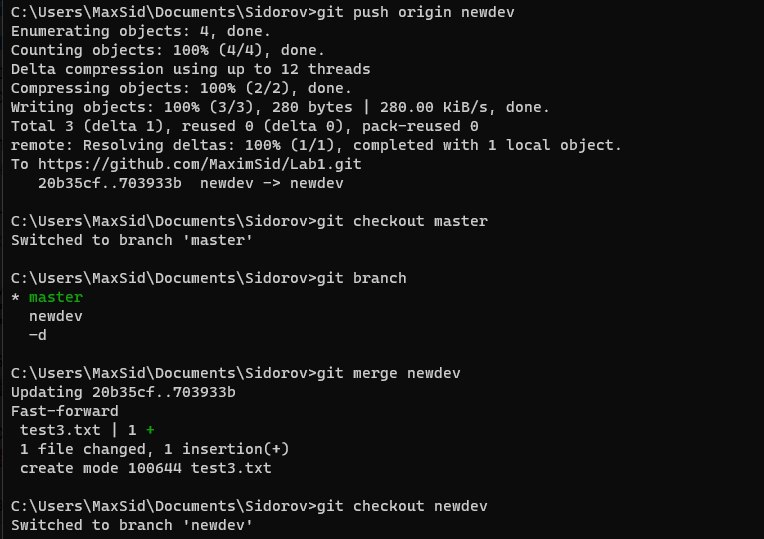 C:\Users\MaxSid\Documents\Sidorov>git push origin newdev
Enumerating objects: 4, done.
Counting objects: 100% (4/4), done.
Delta compression using up to 12 threads
Compressing objects: 100% (2/2), done.
Writing objects: 100% (3/3), 280 bytes | 280.00 KiB/s, done.
Total 3 (delta 1), reused 0 (delta 0), pack-reused 0
remote: Resolving deltas: 100% (1/1), completed with 1 local object.
To https://github.com/MaximSid/Lab1.git
   20b35cf..703933b  newdev -> newdev

C:\Users\MaxSid\Documents\Sidorov>git checkout master
Switched to branch 'master'

C:\Users\MaxSid\Documents\Sidorov>git branch
* master
  newdev
  –d

C:\Users\MaxSid\Documents\Sidorov>git merge newdev
Updating 20b35cf..703933b
Fast-forward
 test3.txt | 1 +
 1 file changed, 1 insertion(+)
 create mode 100644 test3.txt

C:\Users\MaxSid\Documents\Sidorov>git checkout newdev
Switched to branch 'newdev'